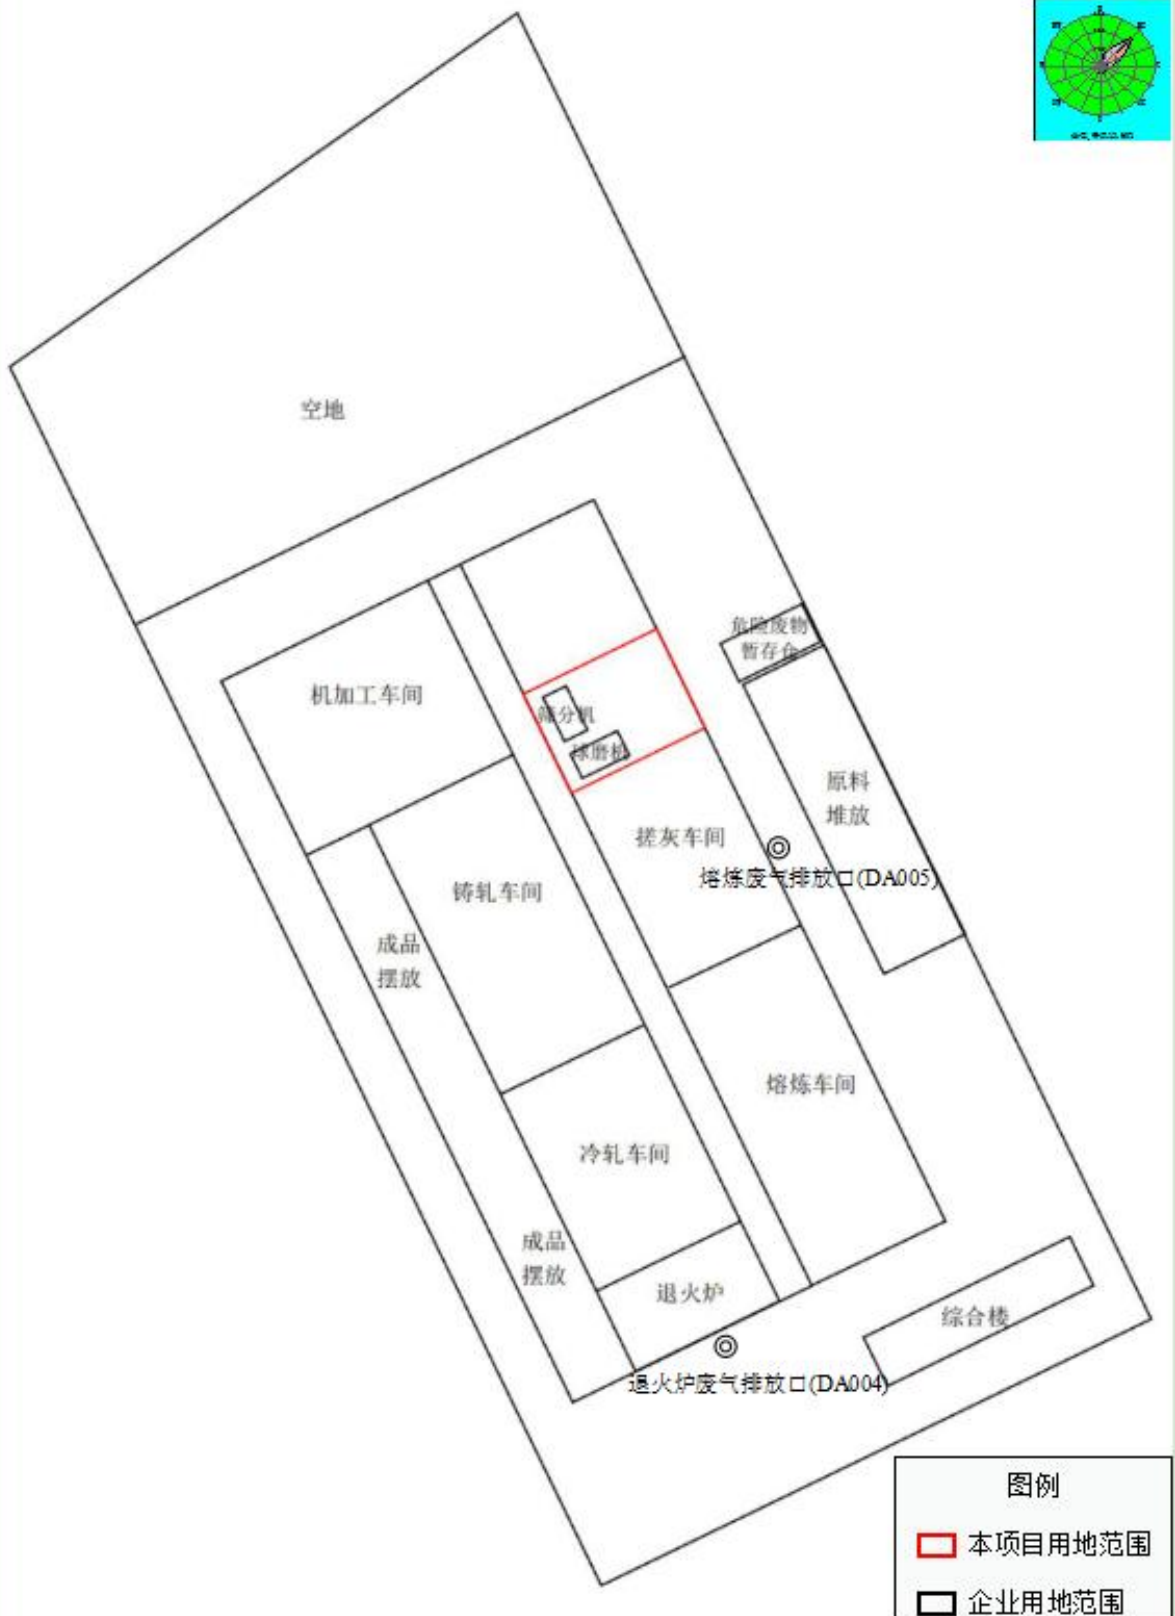 空地
危险废物
暂存仓
机加工车间
筛分机
球磨机
原料
堆放
搓灰车间
熔炼废气排放口(DA005)
铸轧车间
成品
摆放
熔炼车间
冷轧车间
成品
摆放
退火炉
综合楼
退火炉废气排放口(DA004)
图例
本项目用地范围
企业用地范围